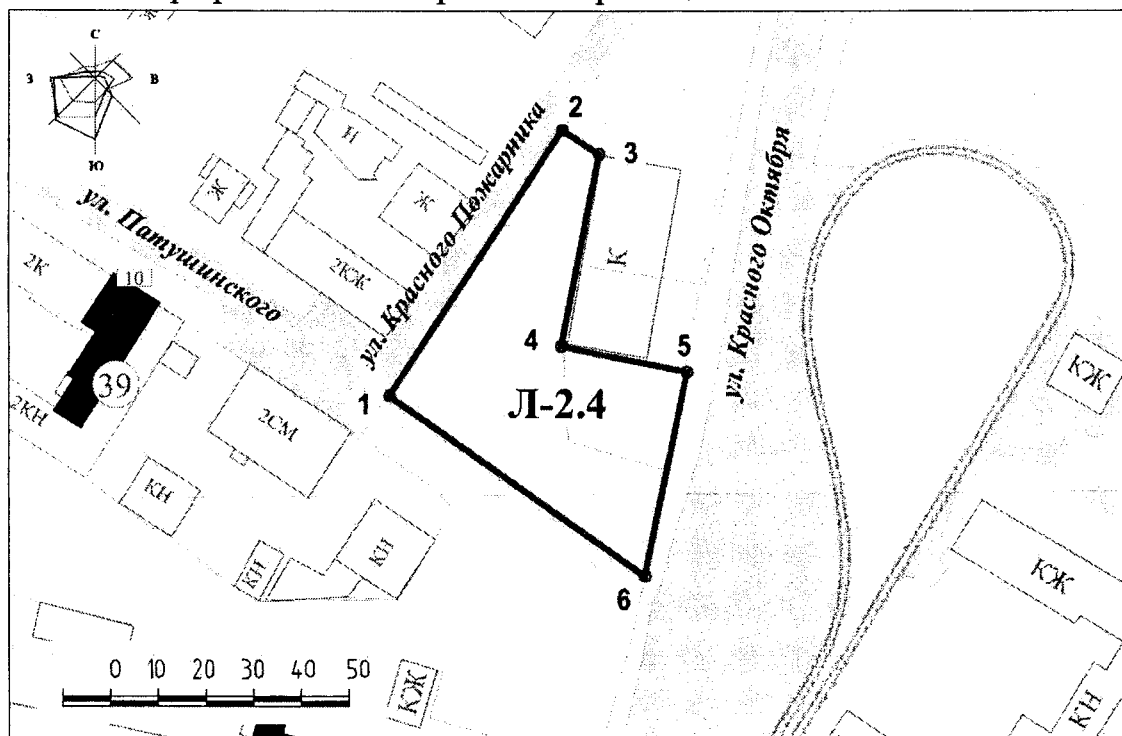 С
З
В
Ю
ул. Красного Пожарника
2
3
ул. Красного Октября
Н
Ж
Ж
ул. Патушинского
2К
10
2КЖ
К
4
5
КЖ
1
Л-2.4
39
2КН
2СМ
КН
КН
КН
КЖ
6
0 10 20 30 40 50
КЖ
КН